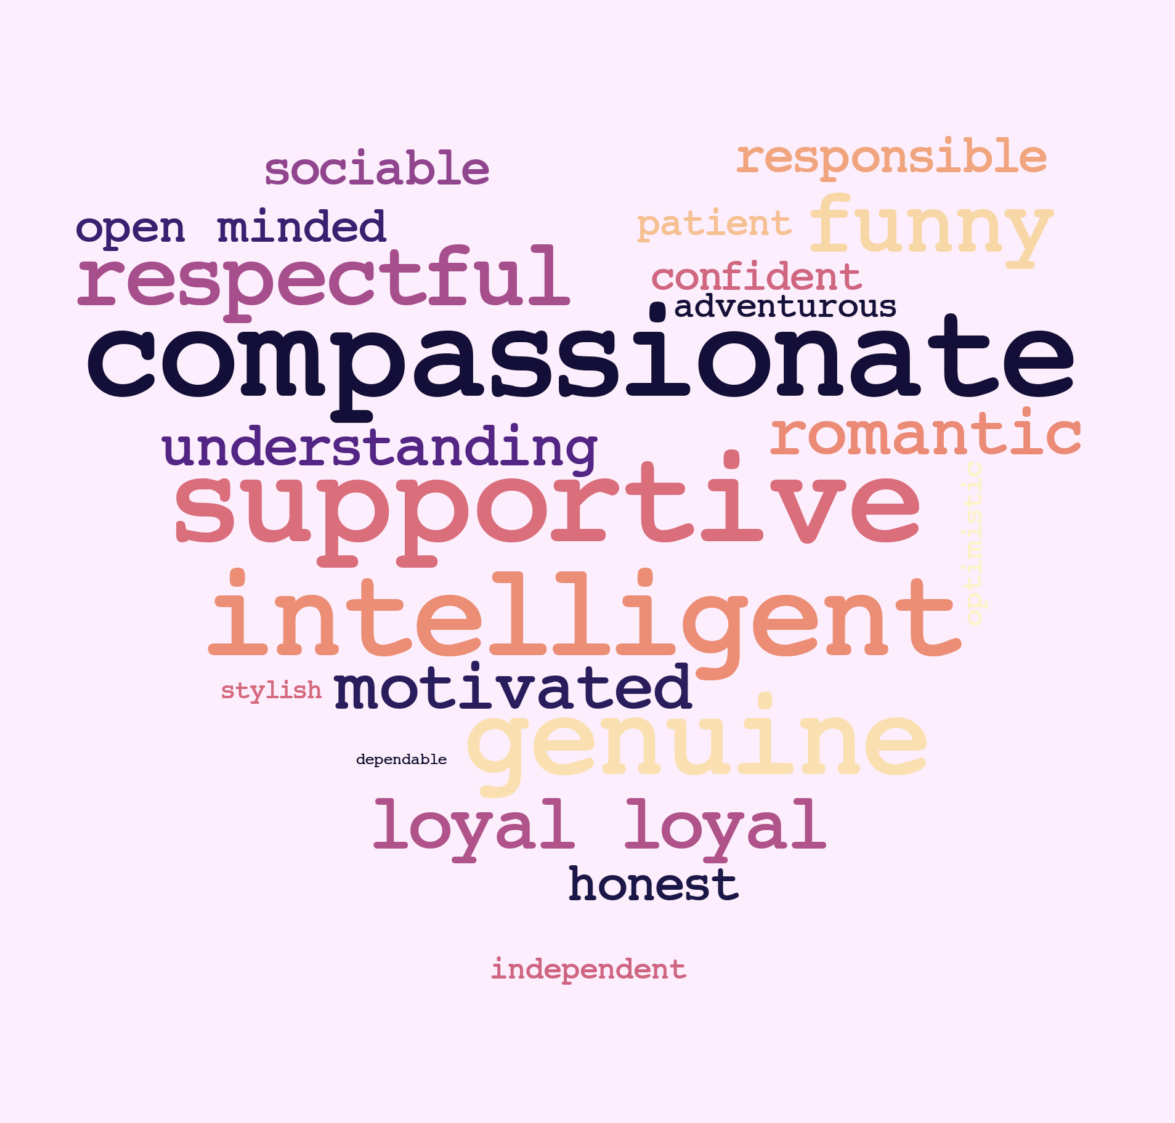 sociable
responsible
open minded
patient
funny
respectful
confident
adventurous
compassionate
understanding
romantic
supportive
optimistic
intelligent
stylish
motivated
genuine
dependable
loyal loyal
honest
independent